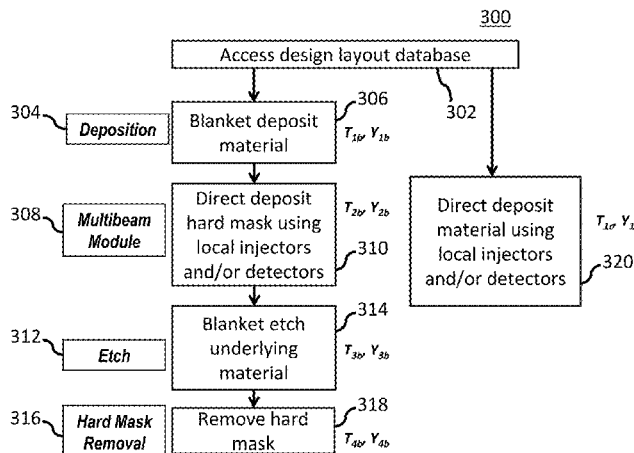 300
Access design layout database
302
304
Deposition
Blanket deposit
material
306
T1b, Y1b
308
Multibeam
Module
Direct deposit
hard mask using
local injectors
and/or detectors
T2b, Y2b
310
Direct deposit
material using
local injectors
and/or detectors
T1c, Y1
320
312
Etch
Blanket etch
underlying
material
314
T3b, Y3b
316
Hard Mask
Removal
Remove hard
mask
318
T4b, Y4b